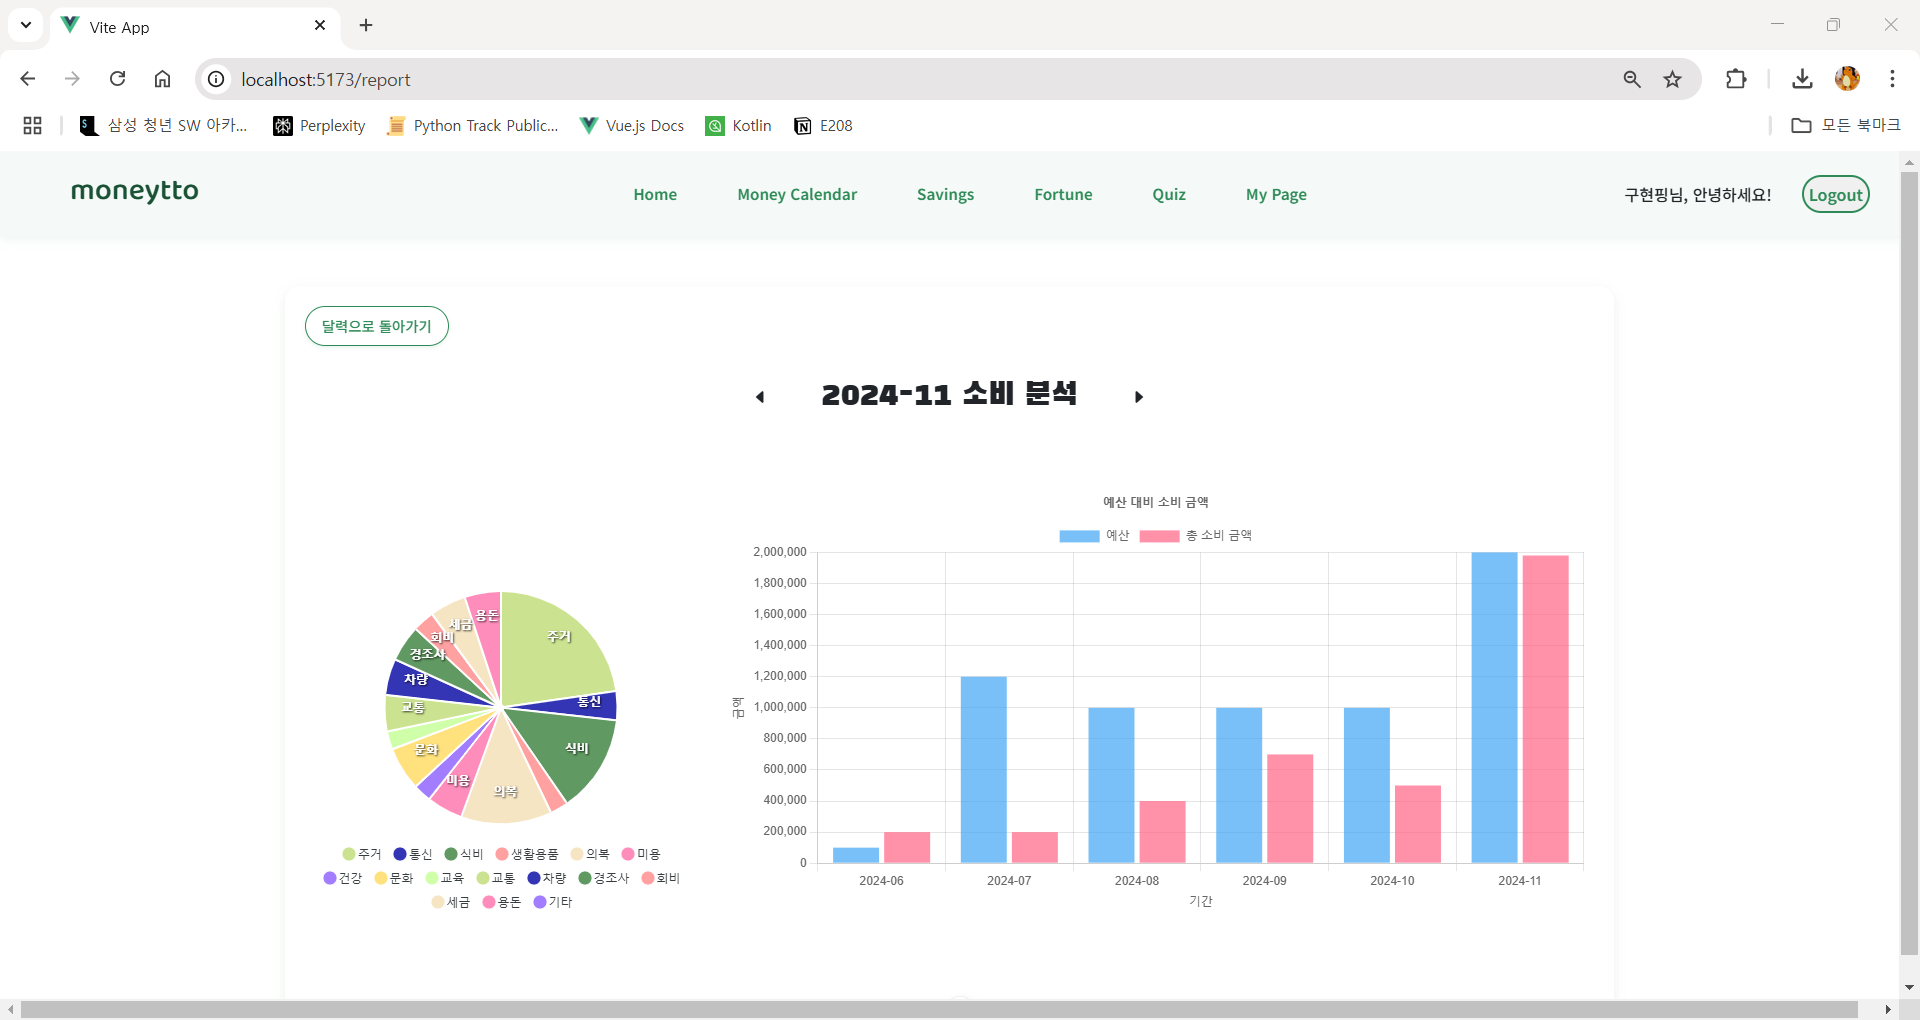 Vite App
localhost:5173/report
삼성 청년 SW 아카...
Perplexity
Python Track Public...
Vue.js Docs
Kotlin
E208
모든 북마크
moneytto
Home
Money Calendar
Savings
Fortune
Quiz
My Page
구현핑님, 안녕하세요!
Logout
달력으로 돌아가기
2024-11 소비 분석
주거
통신
식비
의복
미용
문화
교통
차량
경조사
회비
세금
용돈
주거 통신 식비 생활용품 의복 미용
건강 문화 교육 교통 차량 경조사 회비
세금 용돈 기타
예산 대비 소비 금액
예산 총 소비 금액
금액
2,000,000
1,800,000
1,600,000
1,400,000
1,200,000
1,000,000
800,000
600,000
400,000
200,000
0
2024-06 2024-07 2024-08 2024-09 2024-10 2024-11
기간